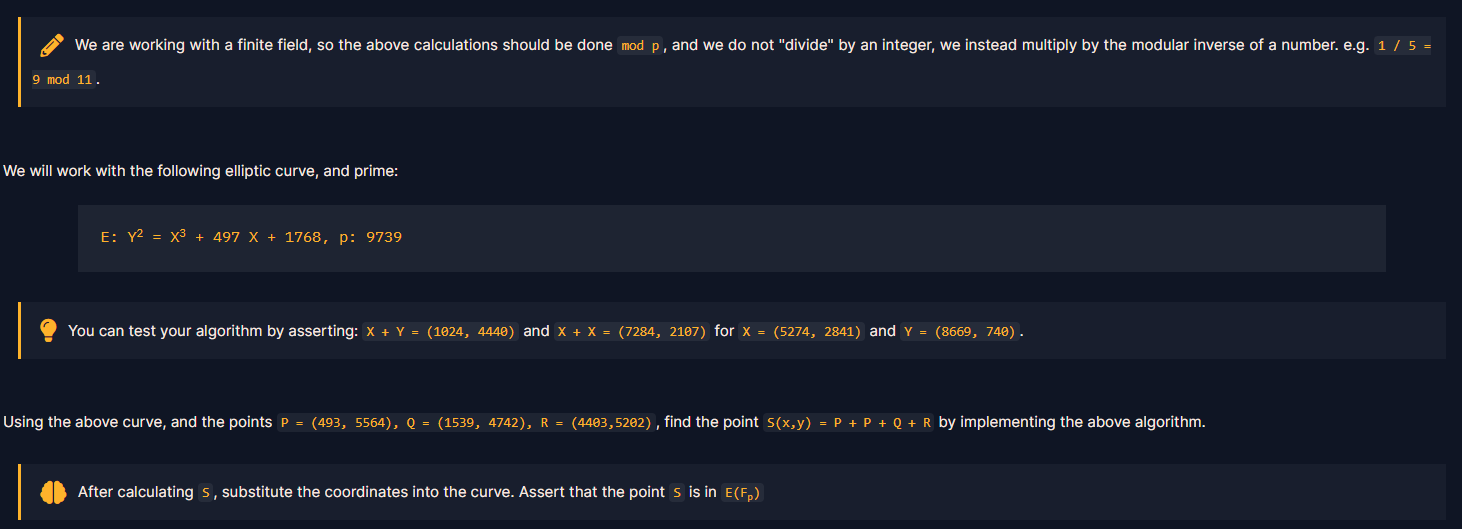 We are working with a finite field, so the above calculations should be done mod p, and we do not "divide" by an integer, we instead multiply by the modular inverse of a number. e.g. 1 / 5 =
9 mod 11.
We will work with the following elliptic curve, and prime:
E: Y² = X³ + 497 X + 1768, p: 9739
You can test your algorithm by asserting: X + Y = (1024, 4440) and X + X = (7284, 2107) for X = (5274, 2841) and Y = (8669, 740).
Using the above curve, and the points P = (493, 5564), Q = (1539, 4742), R = (4403,5202), find the point S(x,y) = P + P + Q + R by implementing the above algorithm.
After calculating S, substitute the coordinates into the curve. Assert that the point S is in E(Fₚ)